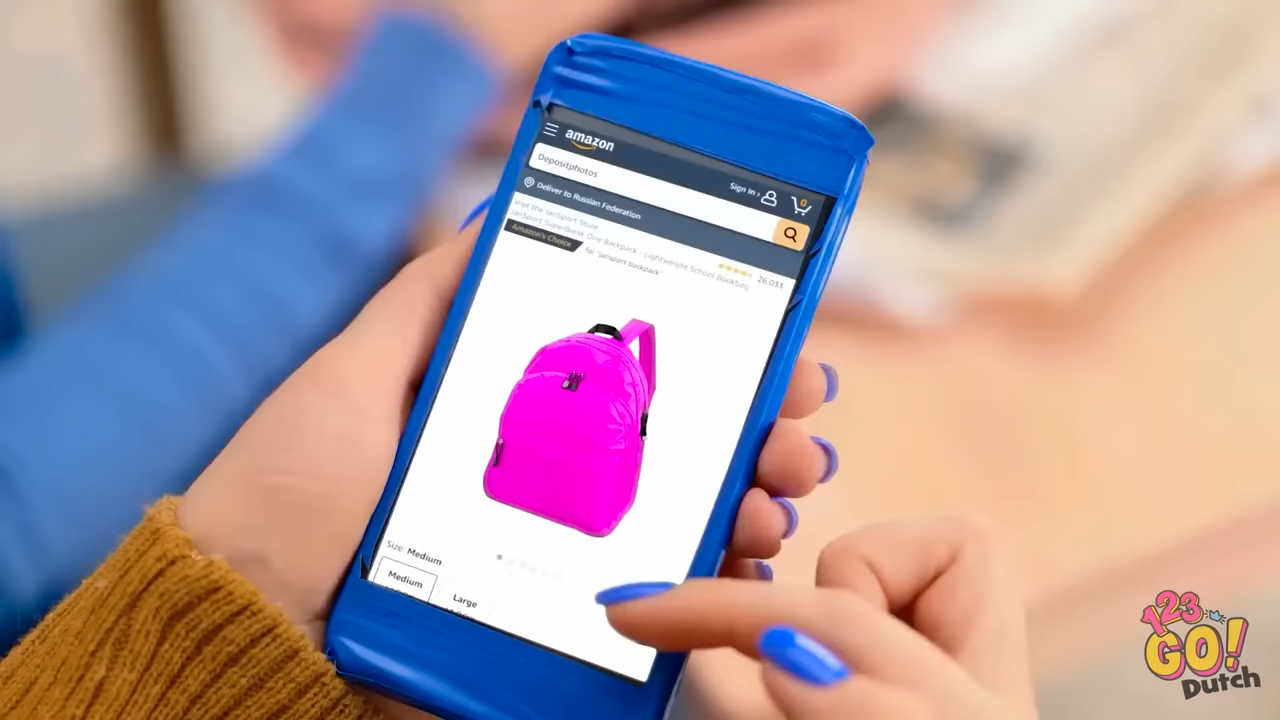 amazon
Sign in ›
0
Depositphotos
Deliver to Russian Federation
Visit the JanSport Store
JanSport SuperBreak One Backpack - Lightweight School Bookbag
26,033
Amazon's Choice
for "jansport backpack"
Size: Medium
Medium
Large
123
GO!
Dutch